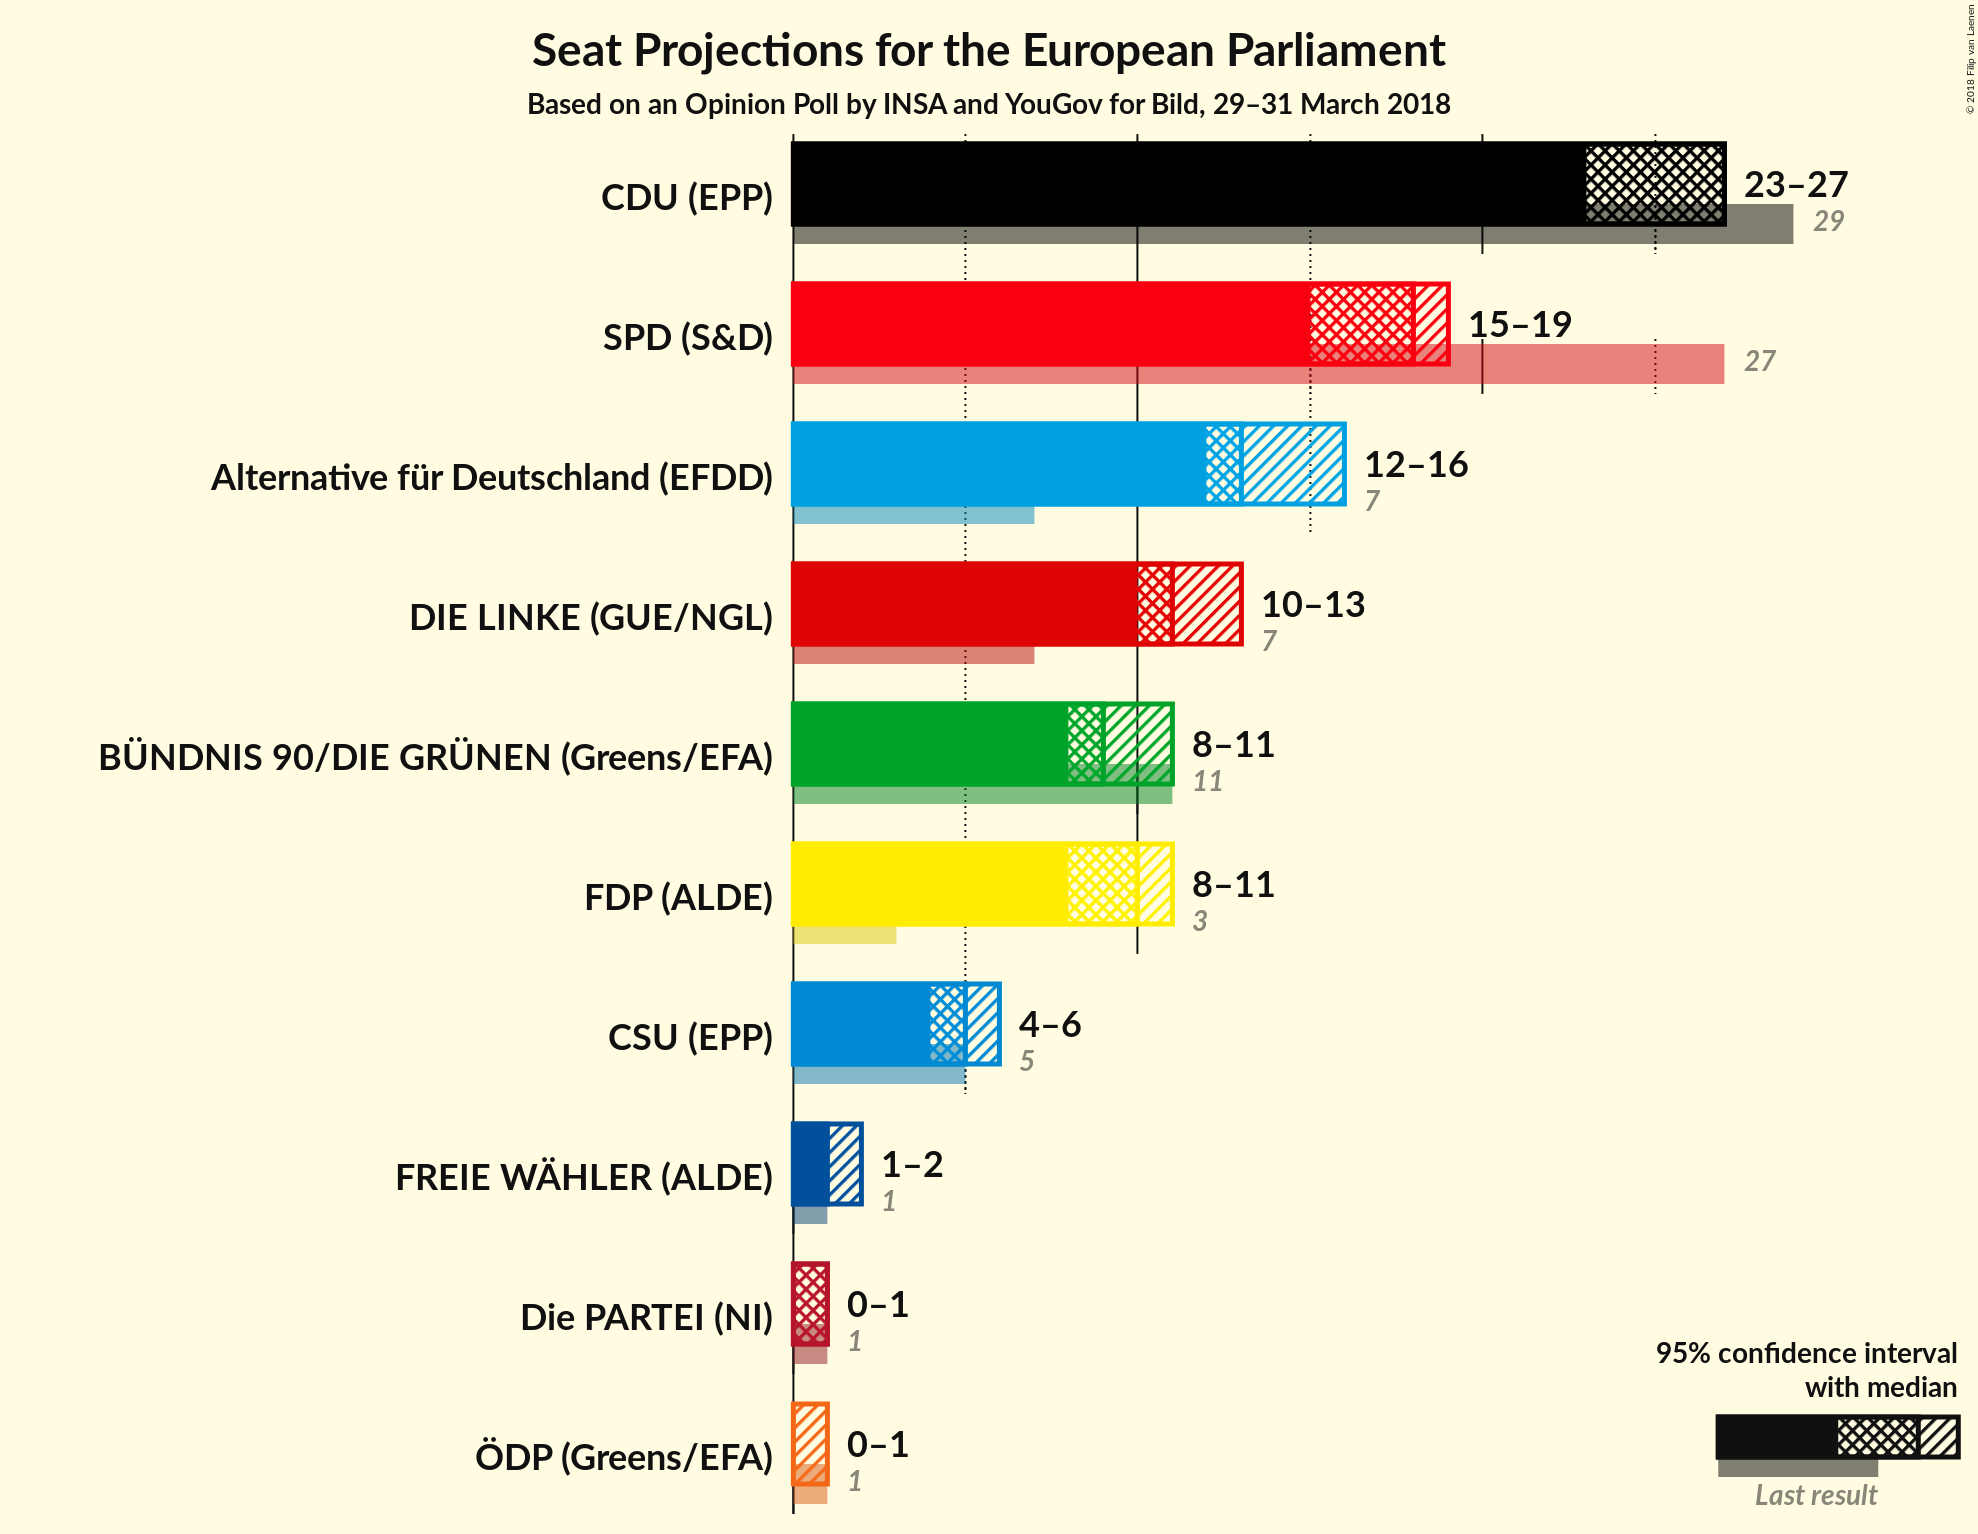 Seat Projections for the European Parliament
Based on an Opinion Poll by INSA and YouGov for Bild, 29–31 March 2018
© 2018 Filip van Laenen
CDU (EPP)
23–27
29
SPD (S&D)
15–19
27
Alternative für Deutschland (EFDD)
12–16
7
DIE LINKE (GUE/NGL)
10–13
7
BÜNDNIS 90/DIE GRÜNEN (Greens/EFA)
8–11
11
FDP (ALDE)
8–11
3
CSU (EPP)
4–6
5
FREIE WÄHLER (ALDE)
1–2
1
Die PARTEI (NI)
0–1
1
ÖDP (Greens/EFA)
0–1
1
95% confidence interval
with median
Last result